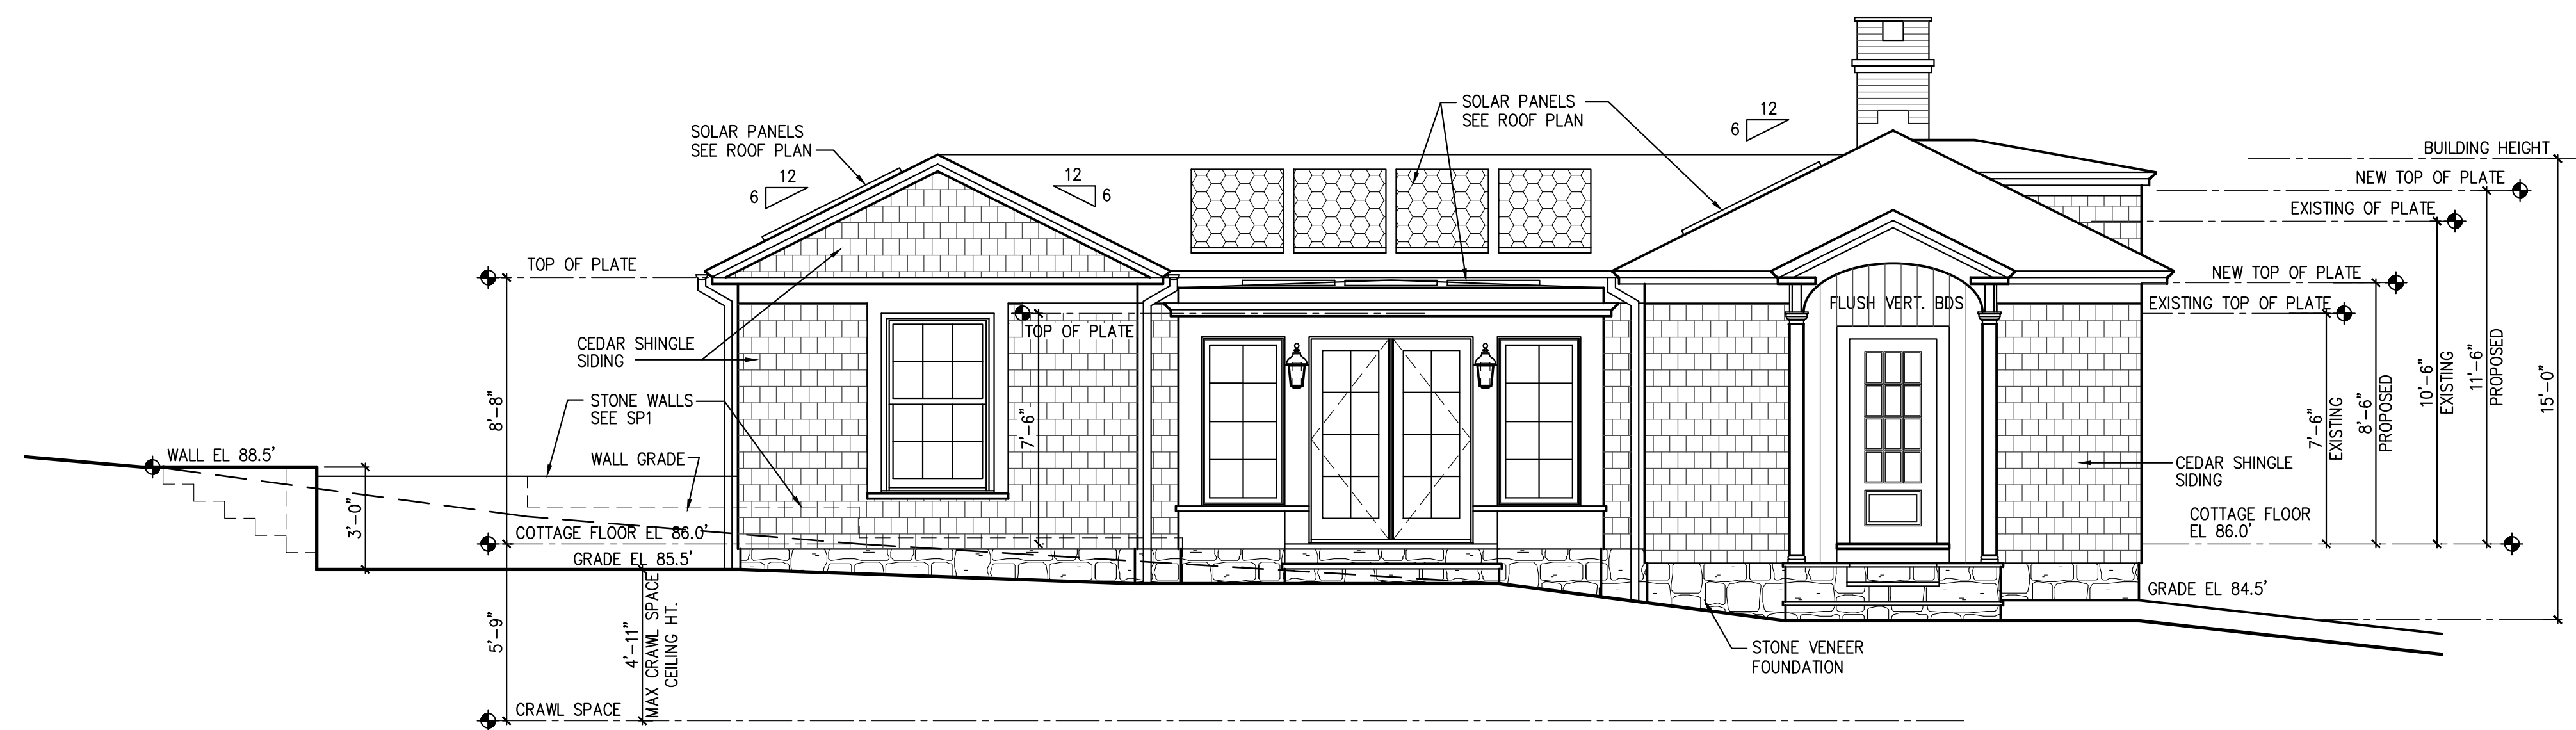 SOLAR PANELS
SEE ROOF PLAN
12
6
12
6
SOLAR PANELS
SEE ROOF PLAN
12
6
BUILDING HEIGHT
NEW TOP OF PLATE
EXISTING OF PLATE
TOP OF PLATE
NEW TOP OF PLATE
EXISTING TOP OF PLATE
FLUSH VERT. BDS
TOP OF PLATE
CEDAR SHINGLE
SIDING
STONE WALLS
SEE SP1
WALL GRADE
WALL EL 88.5'
3'-0"
8'-8"
7'-6"
COTTAGE FLOOR EL 86.0'
GRADE EL 85.5'
5'-9"
4'-11"
MAX CRAWL SPACE
CEILING HT.
CRAWL SPACE
STONE VENEER
FOUNDATION
CEDAR SHINGLE
SIDING
COTTAGE FLOOR
EL 86.0'
GRADE EL 84.5'
7'-6"
EXISTING
8'-6"
PROPOSED
10'-6"
EXISTING
11'-6"
PROPOSED
15'-0"